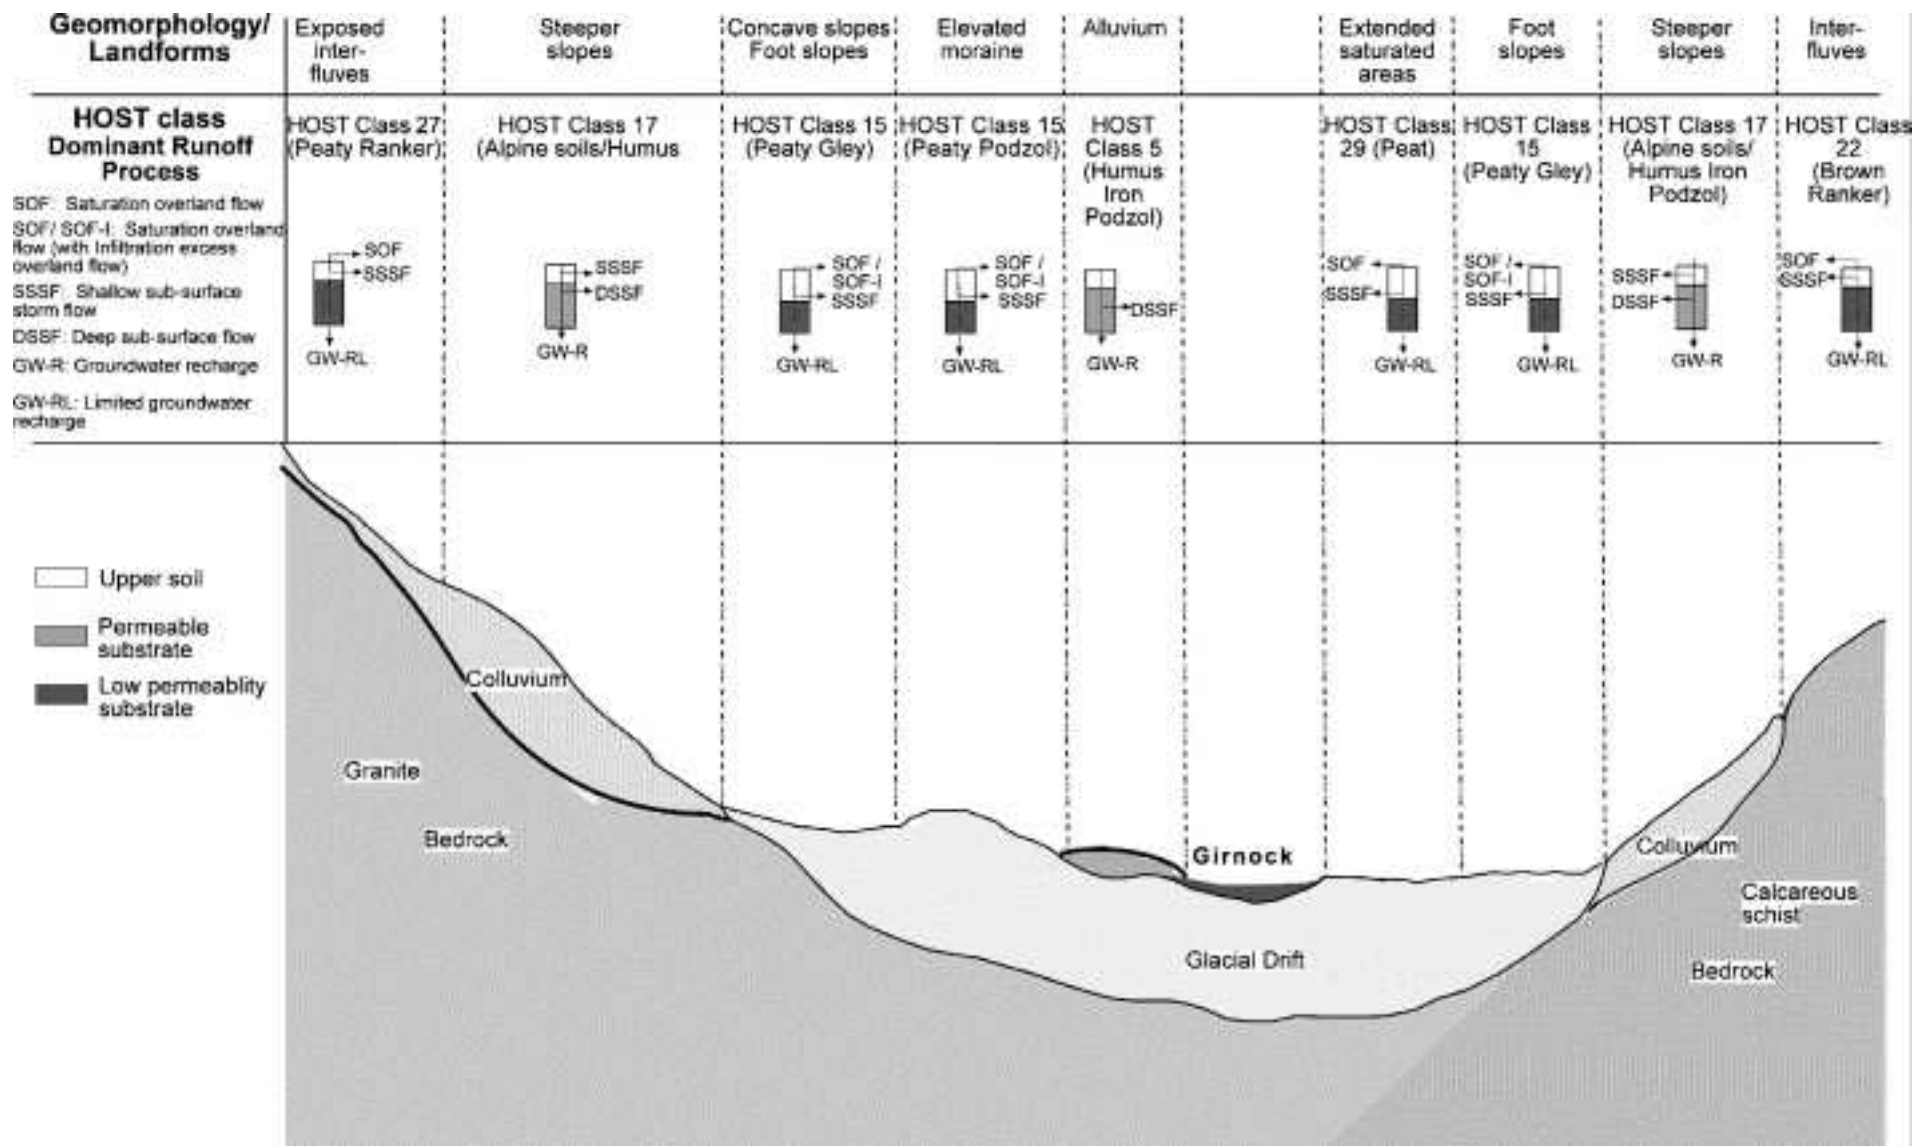 Geomorphology/
Landforms
Exposed
inter-
fluves
Steeper
slopes
Concave slopes
Foot slopes
Elevated
moraine
Alluvium
Extended
saturated
areas
Foot
slopes
Steeper
slopes
Inter-
fluves
HOST class
Dominant Runoff
Process
SOF: Saturation overland flow
SOF/ SOF-I: Saturation overland
flow (with Infiltration excess
overland flow)
SSSF: Shallow sub-surface
storm flow
DSSF: Deep sub-surface flow
GW-R: Groundwater recharge
GW-RL: Limited groundwater
recharge
HOST Class 27
(Peaty Ranker)
SOF
SSSF
GW-RL
HOST Class 17
(Alpine soils/Humus
SSSF
DSSF
GW-R
HOST Class 15
(Peaty Gley)
SOF /
SOF-I
SSSF
GW-RL
HOST Class 15
(Peaty Podzol)
SOF /
SOF-I
SSSF
GW-RL
HOST
Class 5
(Humus
Iron
Podzol)
DSSF
GW-R
HOST Class
29 (Peat)
SOF
SSSF
GW-RL
HOST Class
15
(Peaty Gley)
SOF /
SOF-I
SSSF
GW-RL
HOST Class 17
(Alpine soils/
Humus Iron
Podzol)
SSSF
DSSF
GW-R
HOST Class
22
(Brown
Ranker)
SOF
SSSF
GW-RL
Upper soil
Permeable
substrate
Low permeablity
substrate
Colluvium
Granite
Bedrock
Girnock
Glacial Drift
Colluvium
Calcareous
schist
Bedrock